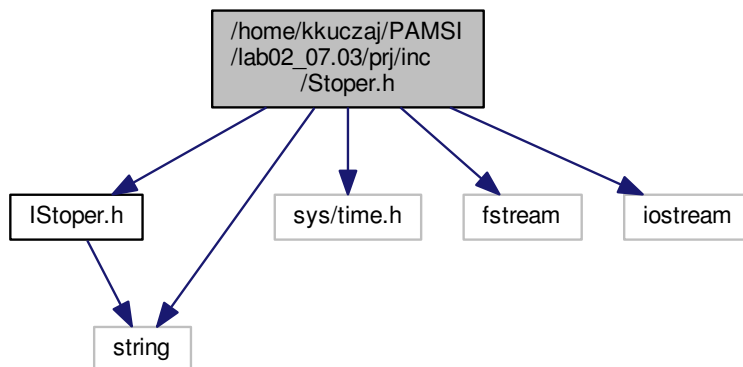 /home/kkuczaj/PAMSI
/lab02_07.03/prj/inc
/Stoper.h
IStoper.h
sys/time.h
fstream
iostream
string